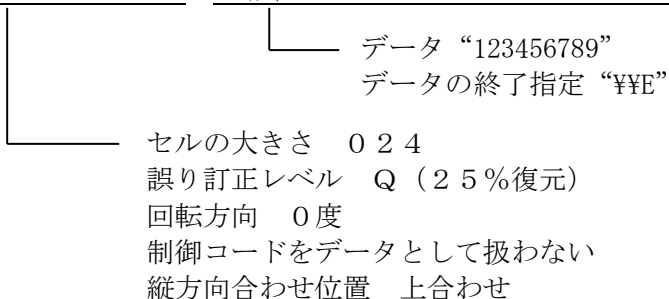 データ “123456789”
データの終了指定 “¥¥E”
セルの大きさ ０２４
誤り訂正レベル Ｑ（２５％復元）
回転方向 ０度
制御コードをデータとして扱わない
縦方向合わせ位置 上合わせ